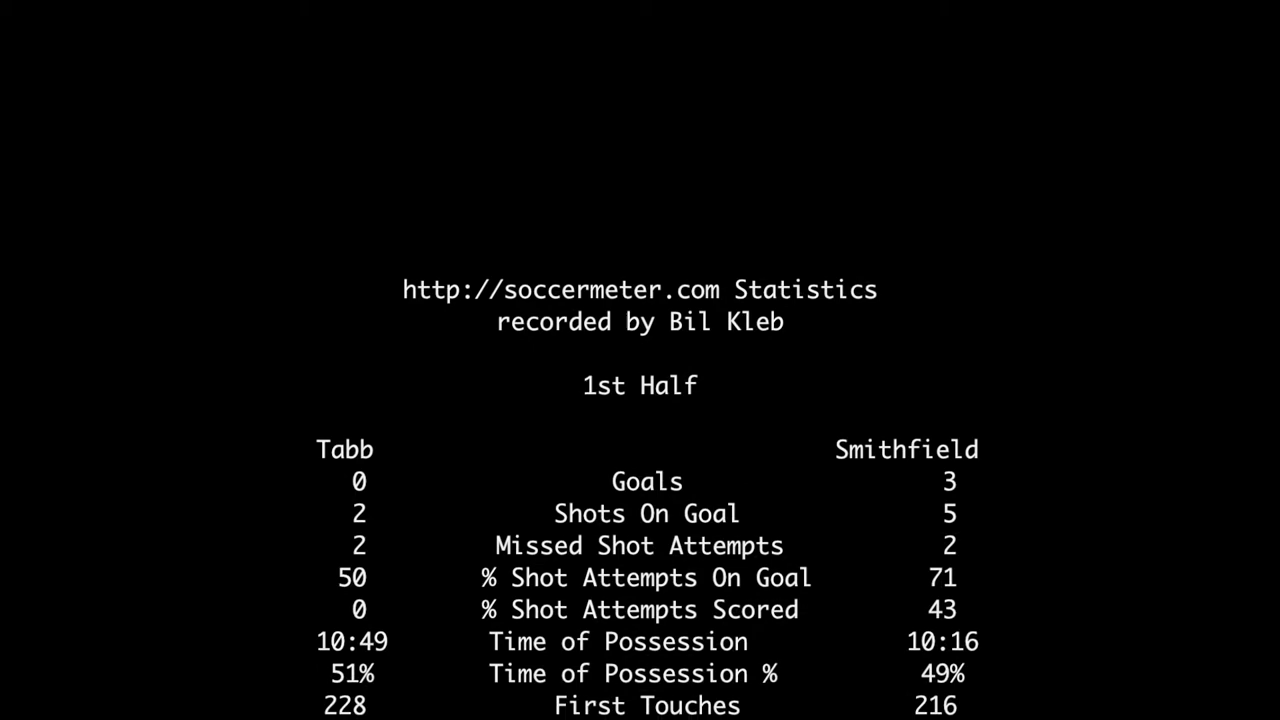 http://soccermeter.com Statistics
recorded by Bil Kleb
1st Half
Tabb Smithfield
0 Goals 3
2 Shots On Goal 5
2 Missed Shot Attempts 2
50 % Shot Attempts On Goal 71
0 % Shot Attempts Scored 43
10:49 Time of Possession 10:16
51% Time of Possession % 49%
228 First Touches 216